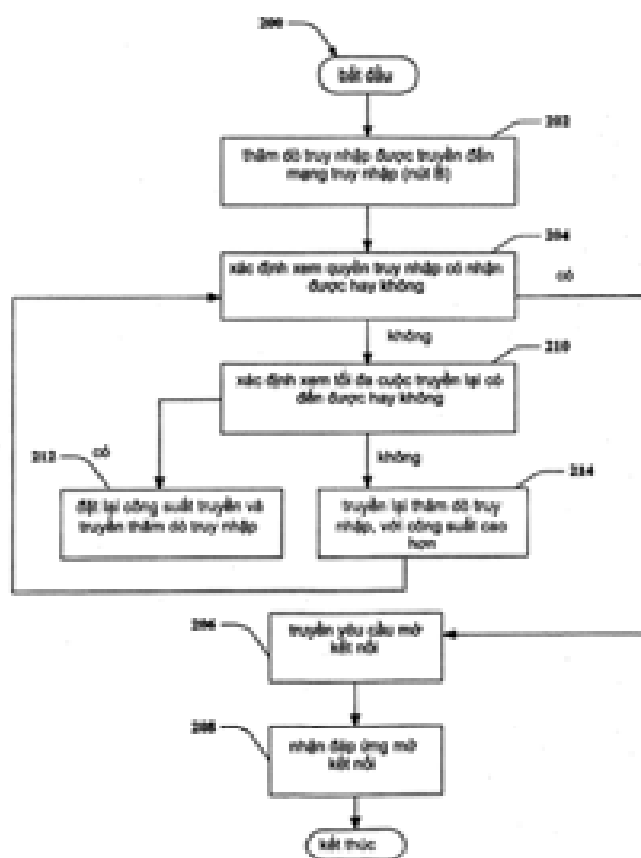 200
bắt đầu
202
thăm dò truy nhập được truyền đến
mạng truy nhập (nút B)
204
xác định xem quyền truy nhập có nhận
được hay không
có
không
210
xác định xem tối đa cuộc truyền lại có
đến được hay không
212
có
không
214
đặt lại công suất truyền và
truyền thăm dò truy nhập
truyền lại thăm dò truy
nhập, với công suất cao
hơn
206
truyền yêu cầu mở
kết nối
208
nhận đáp ứng mở
kết nối
kết thúc